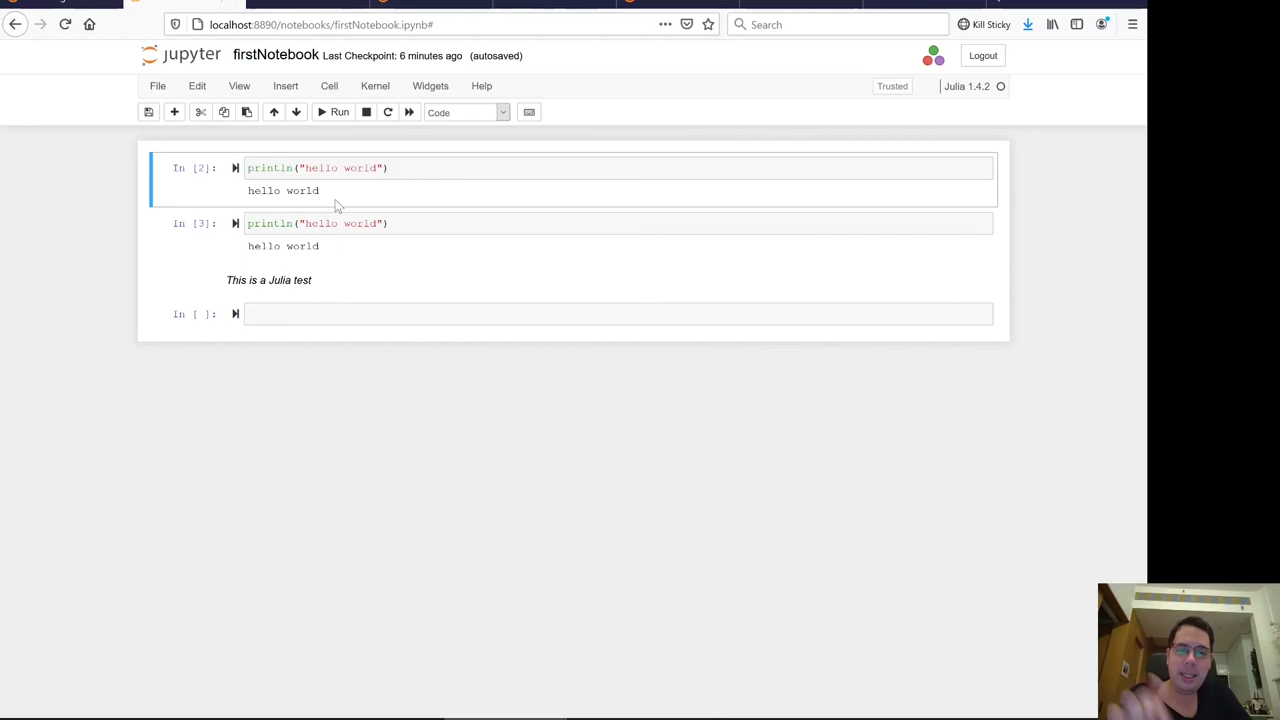 localhost:8890/notebooks/firstNotebook.ipynb#
Search
Kill Sticky
jupyter firstNotebook Last Checkpoint: 6 minutes ago (autosaved)
Logout
File Edit View Insert Cell Kernel Widgets Help
Trusted
Julia 1.4.2
Run
Code
In [2]: println("hello world")
hello world
In [3]: println("hello world")
hello world
This is a Julia test
In [ ]: